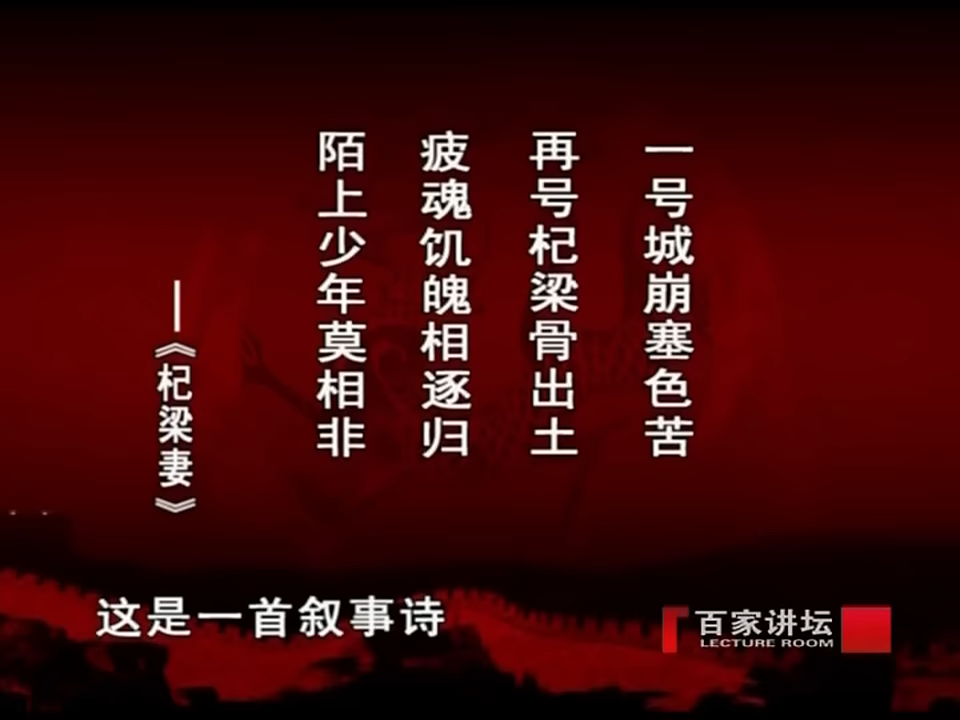 一号城崩塞色苦
再号杞梁骨出土
疲魂饥魄相逐归
陌上少年莫相非
—《杞梁妻》
这是一首叙事诗
百家讲坛
LECTURE ROOM